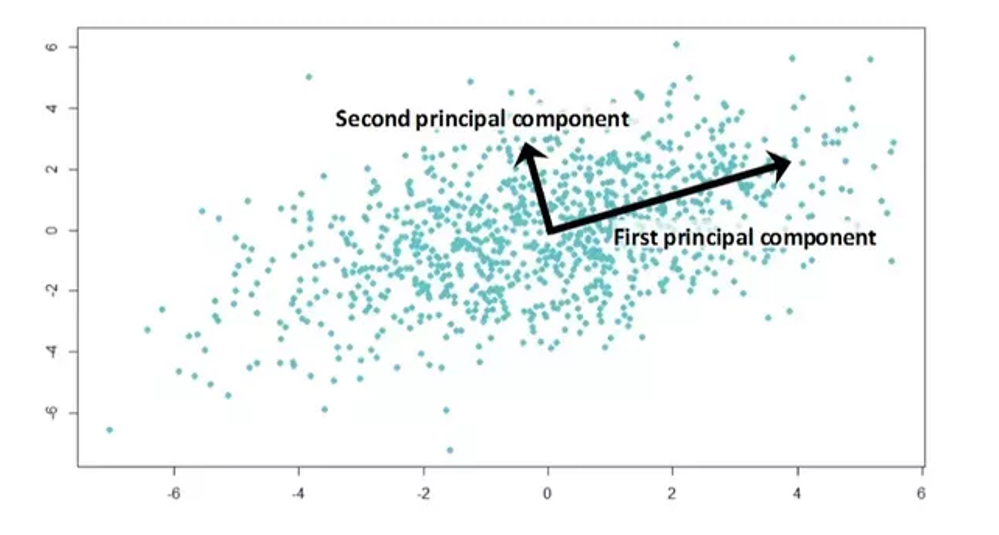 6
4
2
0
-2
-4
-6
Second principal component
First principal component
-6 -4 -2 0 2 4 6